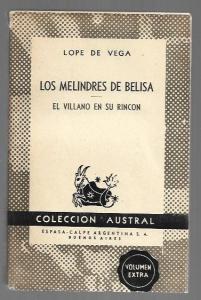 LOPE DE VEGA
LOS MELINDRES DE BELISA
EL VILLANO EN SU RINCON
COLECCION AUSTRAL
ESPASA-CALPE ARGENTINA S. A.
BUENOS AIRES
VOLUMEN
EXTRA